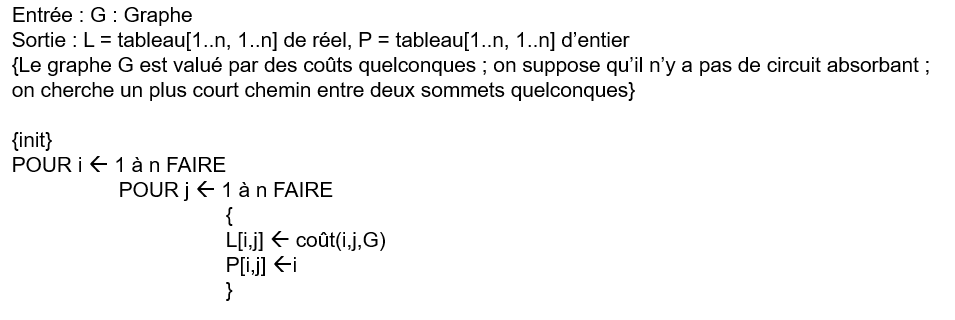 Entrée : G : Graphe
Sortie : L = tableau[1..n, 1..n] de réel, P = tableau[1..n, 1..n] d’entier
{Le graphe G est valué par des coûts quelconques ; on suppose qu’il n’y a pas de circuit absorbant ;
on cherche un plus court chemin entre deux sommets quelconques}
{init}
POUR i ← 1 à n FAIRE
POUR j ← 1 à n FAIRE
{
L[i,j] ← coût(i,j,G)
P[i,j] ←i
}